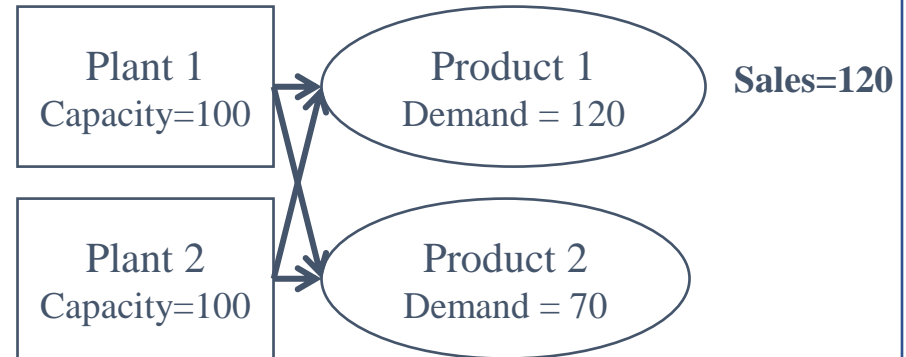 Plant 1
Capacity=100
Product 1
Demand = 120
Sales=120
Plant 2
Capacity=100
Product 2
Demand = 70